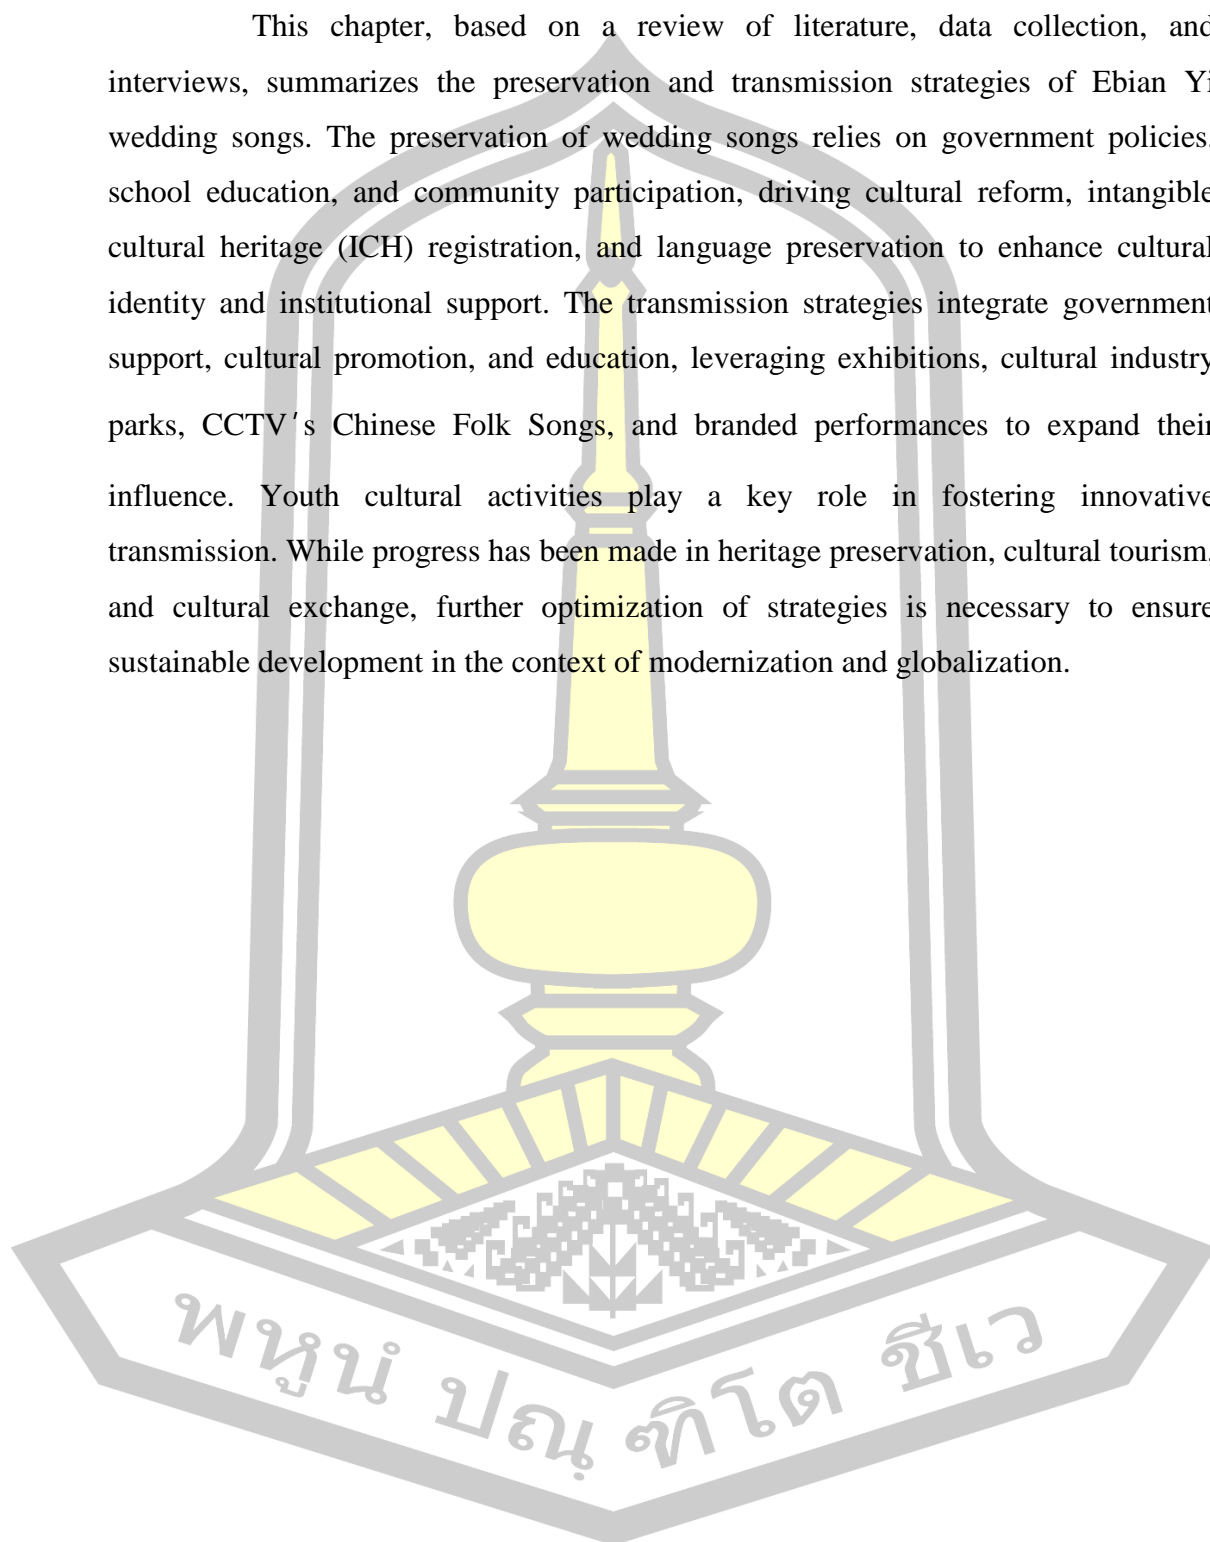 This chapter, based on a review of literature, data collection, and
interviews, summarizes the preservation and transmission strategies of Ebian Yi
wedding songs. The preservation of wedding songs relies on government policies,
school education, and community participation, driving cultural reform, intangible
cultural heritage (ICH) registration, and language preservation to enhance cultural
identity and institutional support. The transmission strategies integrate government
support, cultural promotion, and education, leveraging exhibitions, cultural industry
parks, CCTV's Chinese Folk Songs, and branded performances to expand their
influence. Youth cultural activities play a key role in fostering innovative
transmission. While progress has been made in heritage preservation, cultural tourism,
and cultural exchange, further optimization of strategies is necessary to ensure
sustainable development in the context of modernization and globalization.
พหูนํ ปณฺฑิโต ชีเว